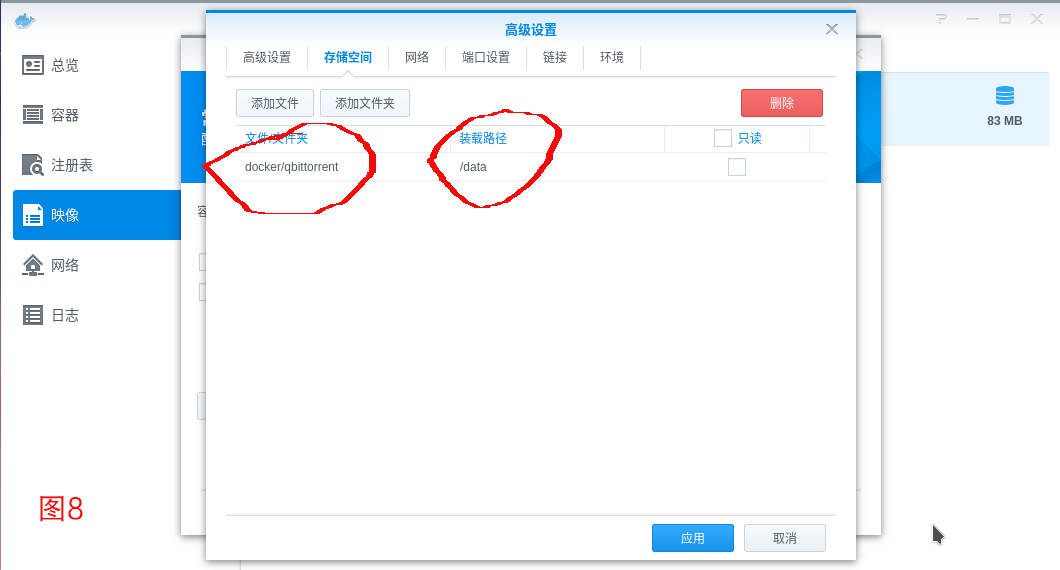 高级设置
高级设置 存储空间 网络 端口设置 链接 环境
添加文件 添加文件夹 删除
文件/文件夹 装载路径 只读
docker/qbittorrent /data
应用 取消
总览
容器
注册表
映像
网络
日志
83 MB
图8